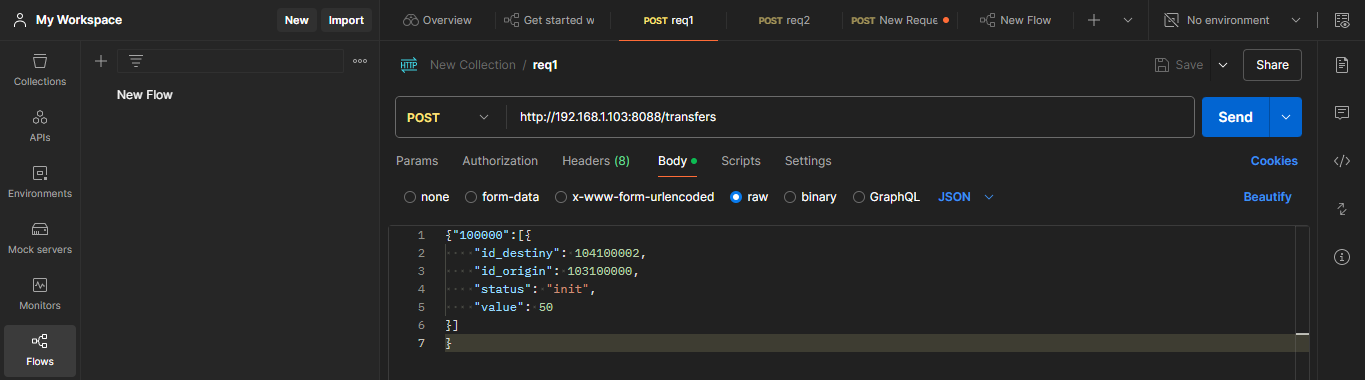 My Workspace New Import Overview Get started w POST req1 POST req2 POST New Reque New Flow No environment
Collections
APIs
Environments
Mock servers
Monitors
Flows
New Flow
HTTP New Collection / req1 Save Share
POST http://192.168.1.103:8088/transfers Send
Params Authorization Headers (8) Body Scripts Settings Cookies
none form-data x-www-form-urlencoded raw binary GraphQL JSON Beautify
1 {"100000":[{
2 "id_destiny": 104100002,
3 "id_origin": 103100000,
4 "status": "init",
5 "value": 50
6 }]
7 }